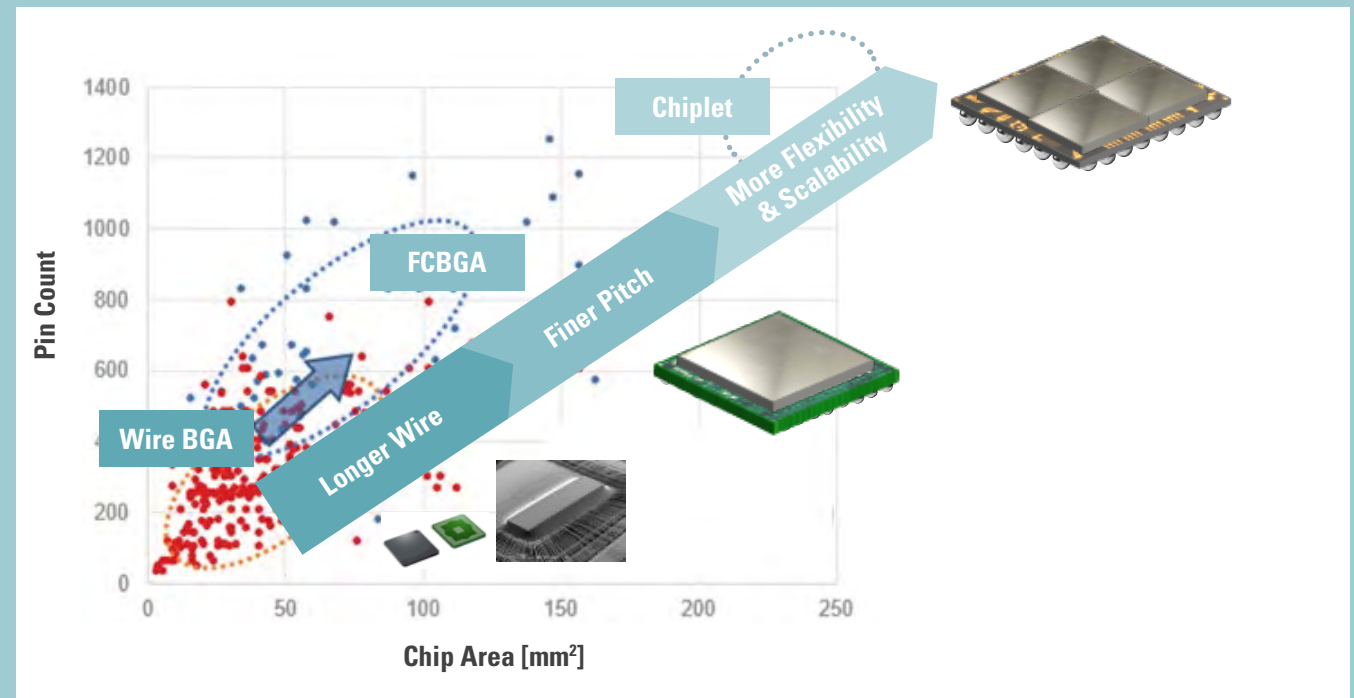 Pin Count
1400
1200
1000
800
600
400
200
0
0
50
100
150
200
250
Chip Area [mm²]
Wire BGA
FCBGA
Chiplet
Longer Wire
Finer Pitch
More Flexibility
& Scalability